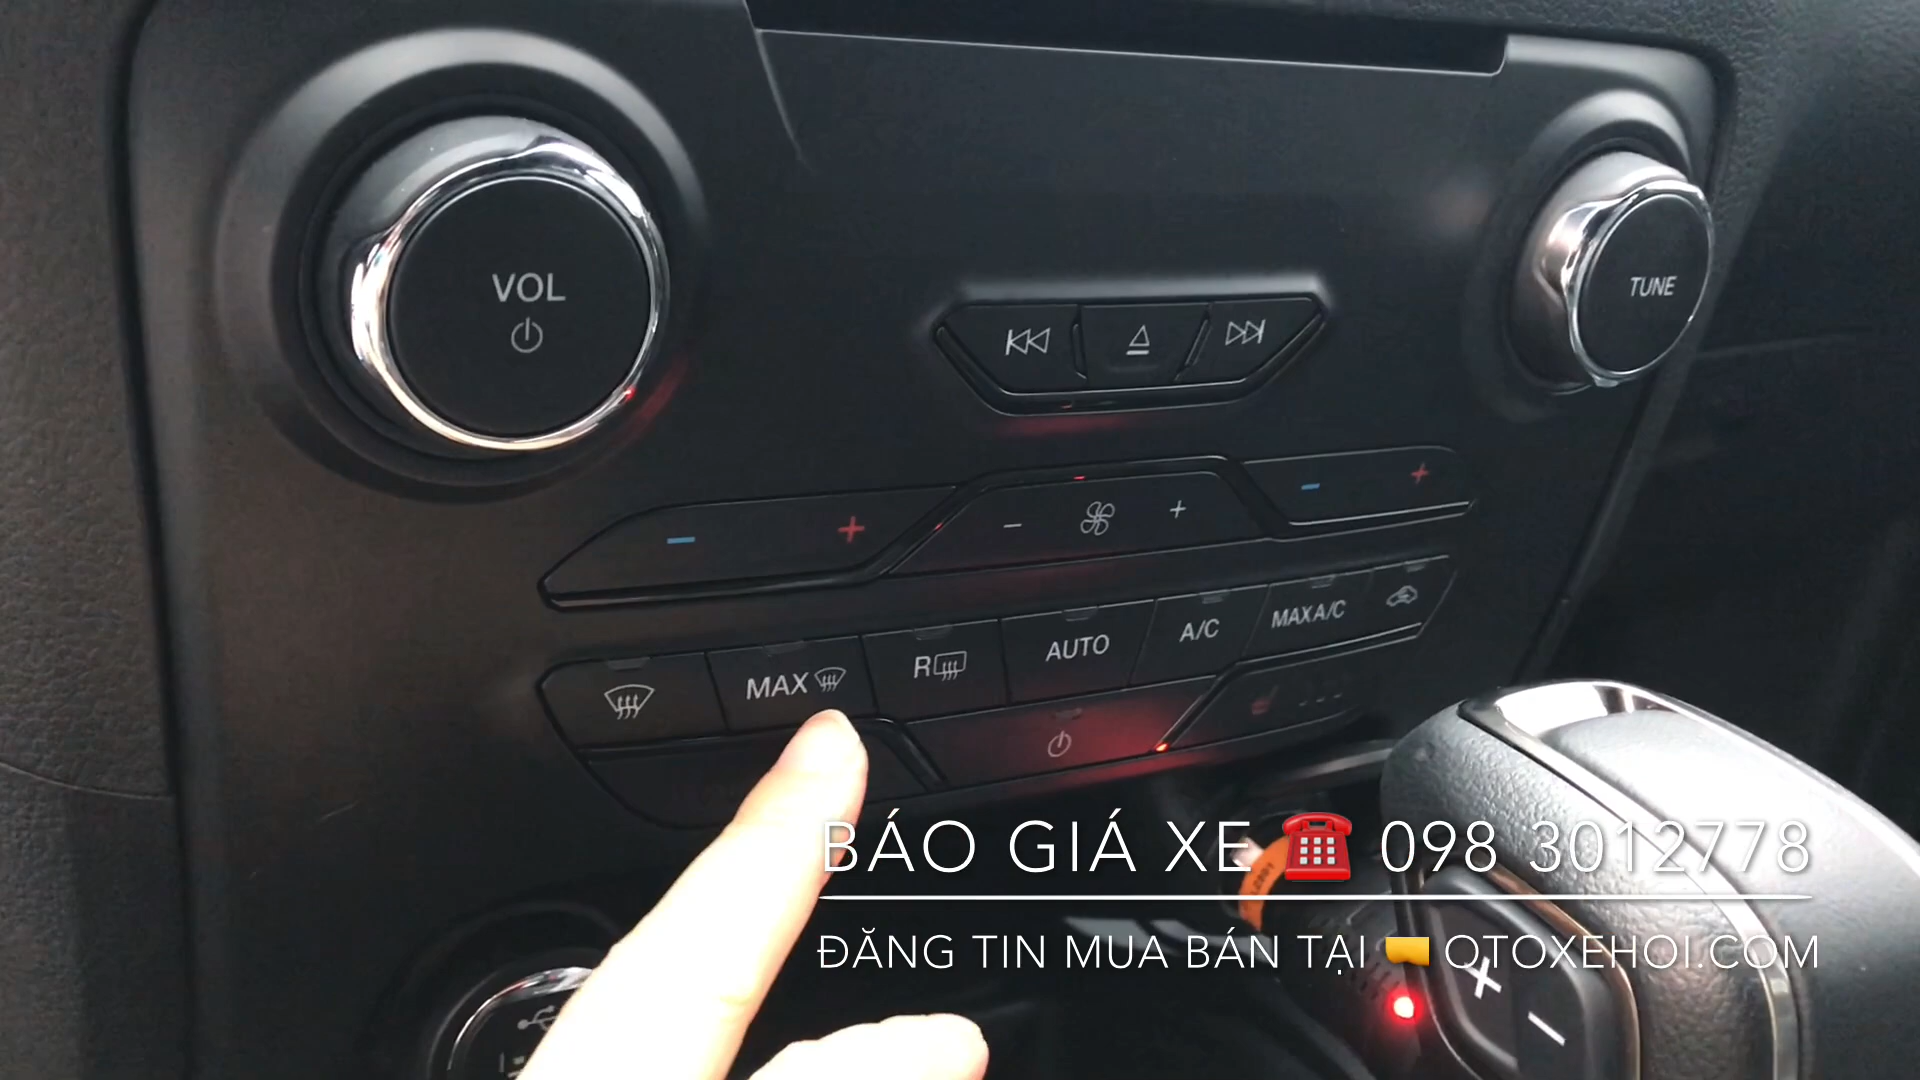 VOL
TUNE
MAX
R
AUTO
A/C
MAX A/C
BÁO GIÁ XE ☎️ 098 3012778
ĐĂNG TIN MUA BÁN TẠI OTOXEHOI.COM